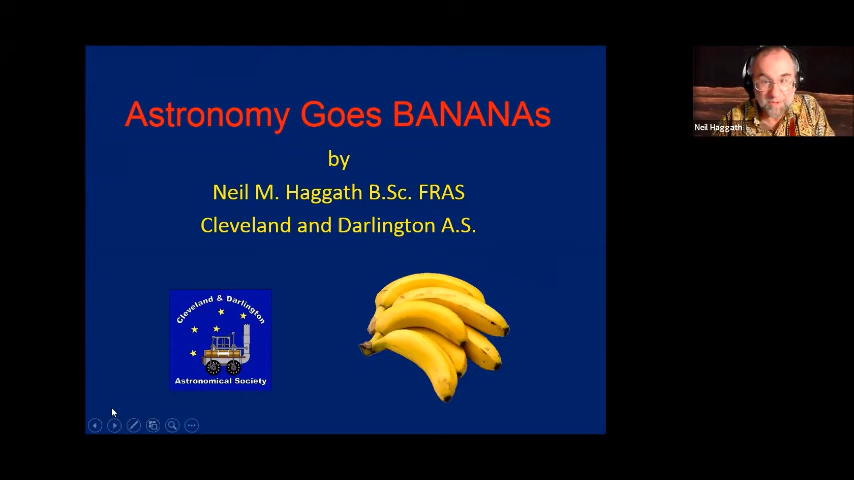 Astronomy Goes BANANAs
by
Neil M. Haggath B.Sc. FRAS
Cleveland and Darlington A.S.
Cleveland & Darlington
Astronomical Society
Neil Haggath